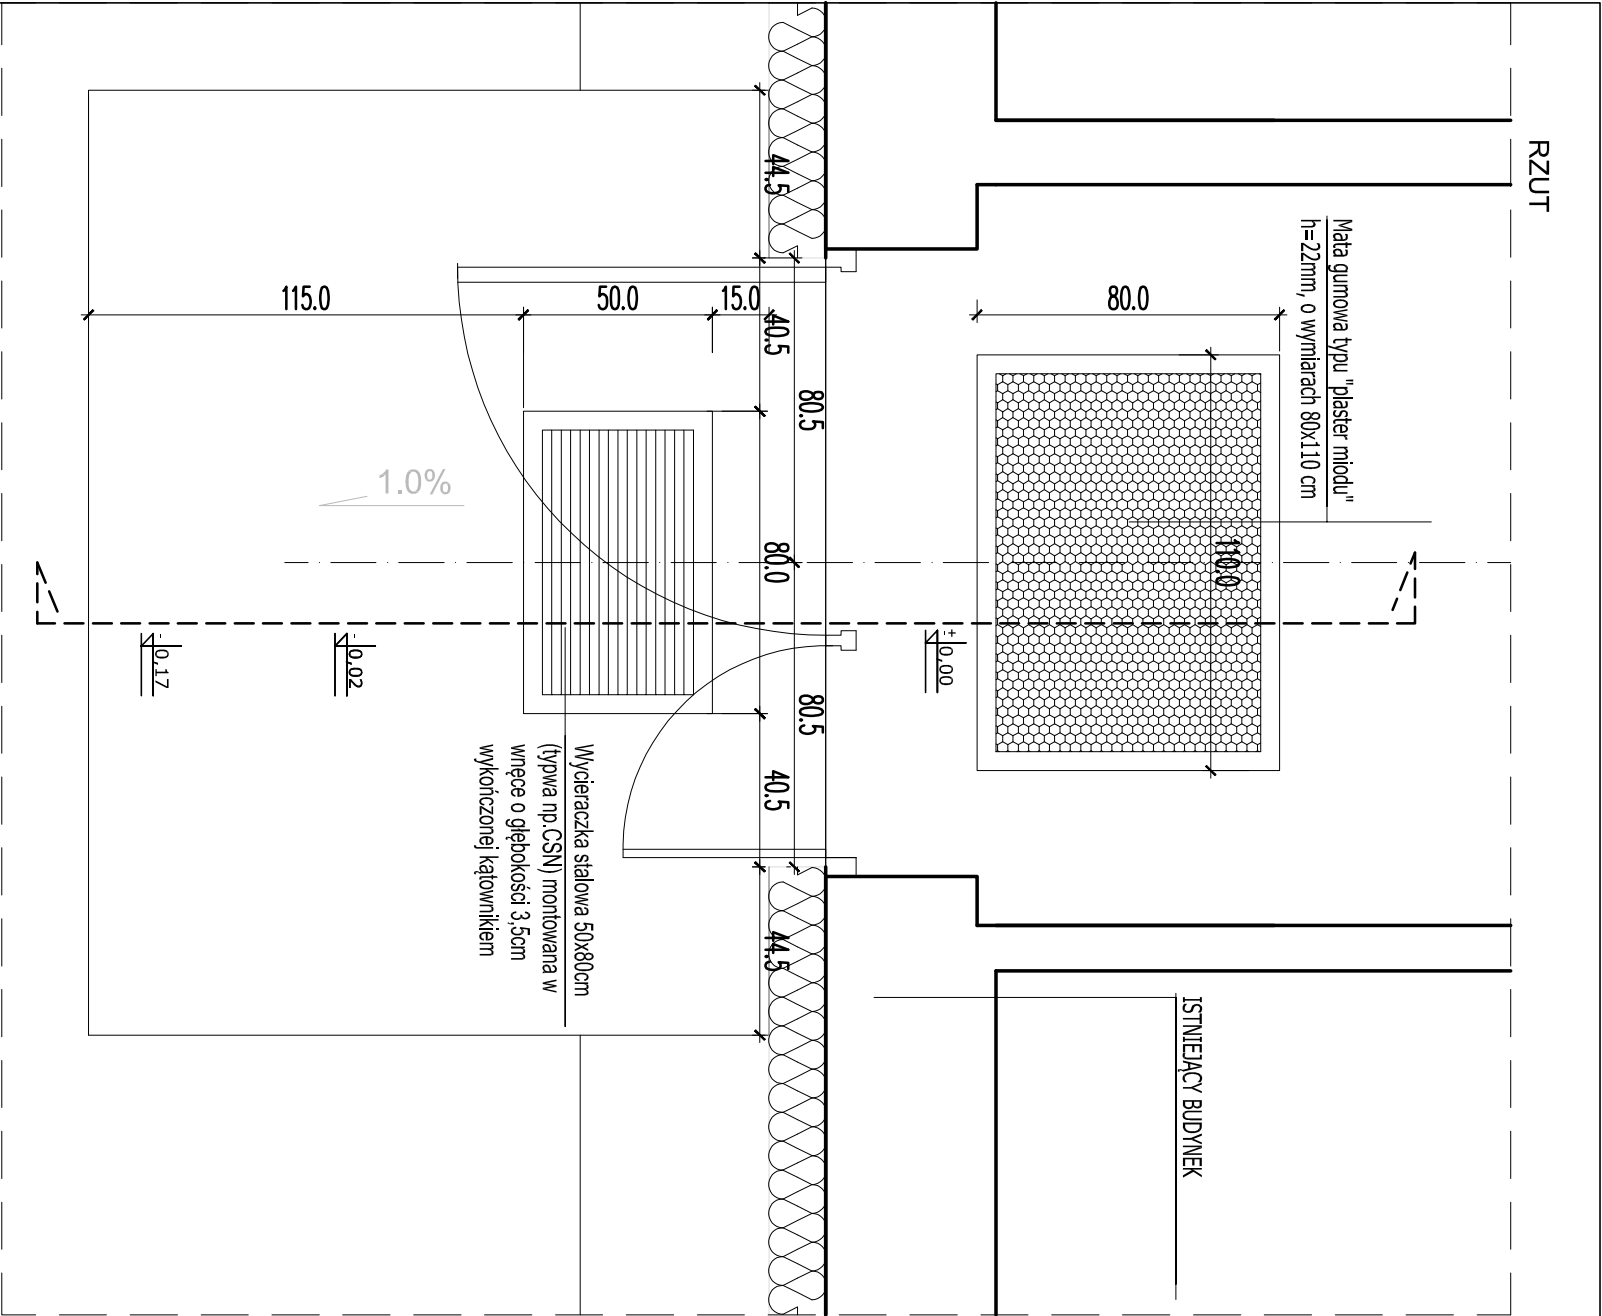 RZUT
Mata gumowa typu "plaster miodu"
h=22mm, o wymiarach 80x110 cm
80.0
110.0
ISTNIEJĄCY BUDYNEK
±0,00
80.5
80.5
44.5
40.5
80.0
40.5
44.5
15.0
50.0
115.0
Wycieraczka stalowa 50x80cm
(typwa np.CSN) montowana w
wnęce o głębokości 3,5cm
wykończonej kątownikiem
1.0%
-0,02
-0,17